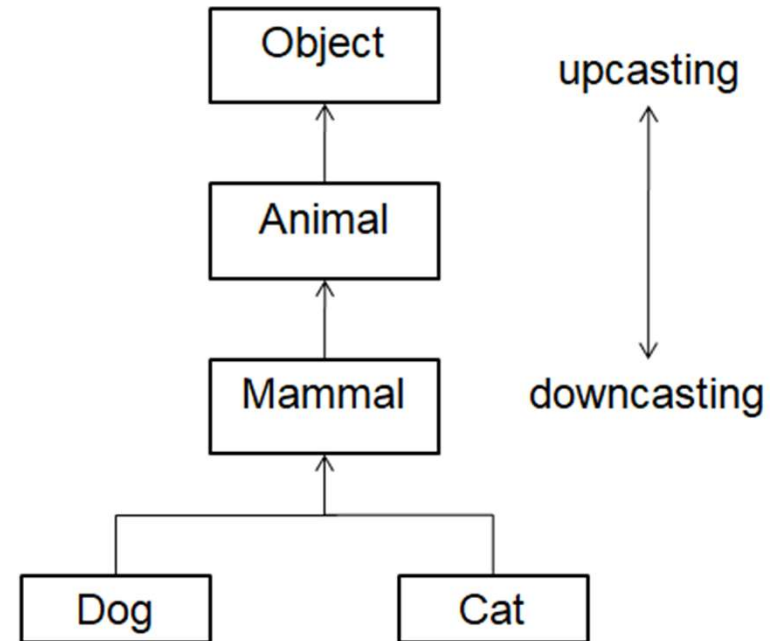 Object
upcasting
Animal
Mammal
downcasting
Dog
Cat